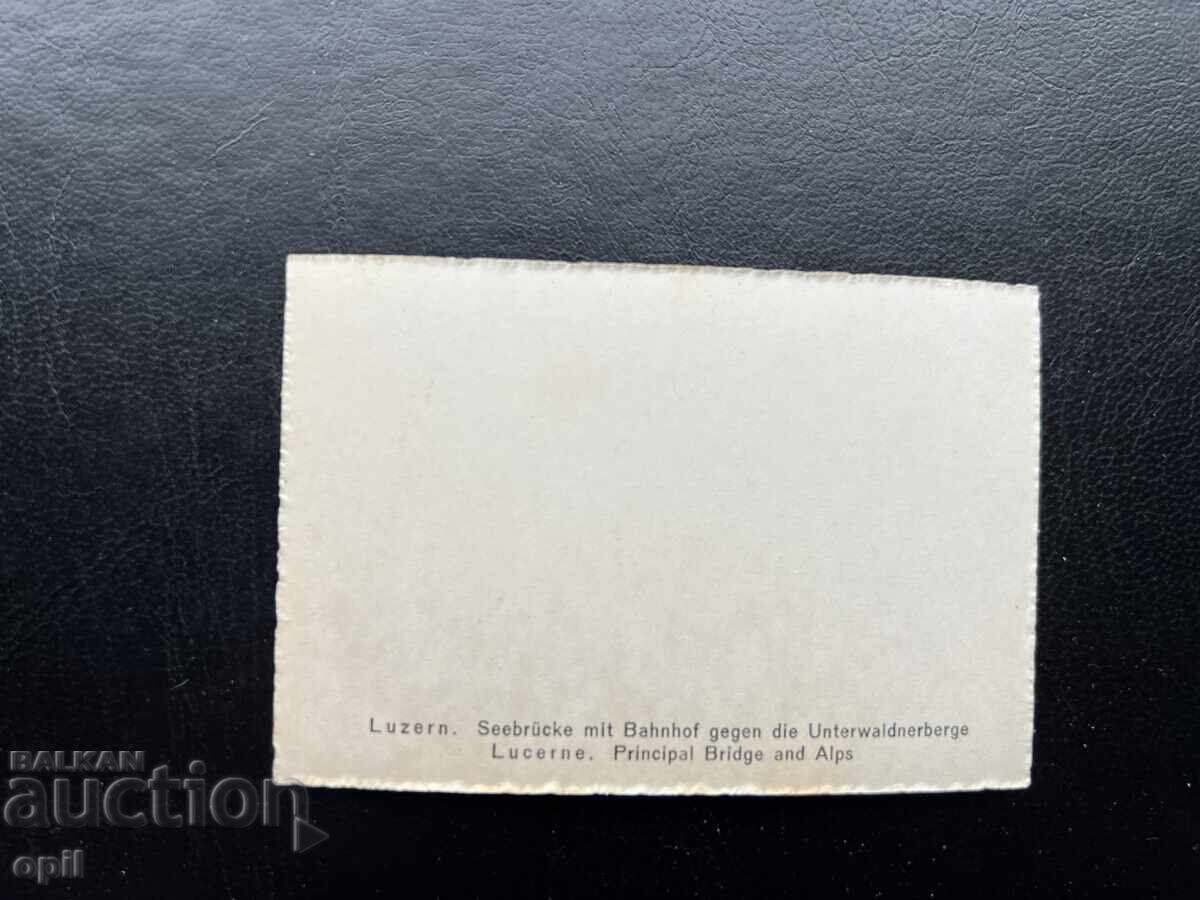 Luzern. Seebrücke mit Bahnhof gegen die Unterwaldnerberge
Lucerne. Principal Bridge and Alps
BALKAN
auction
opil